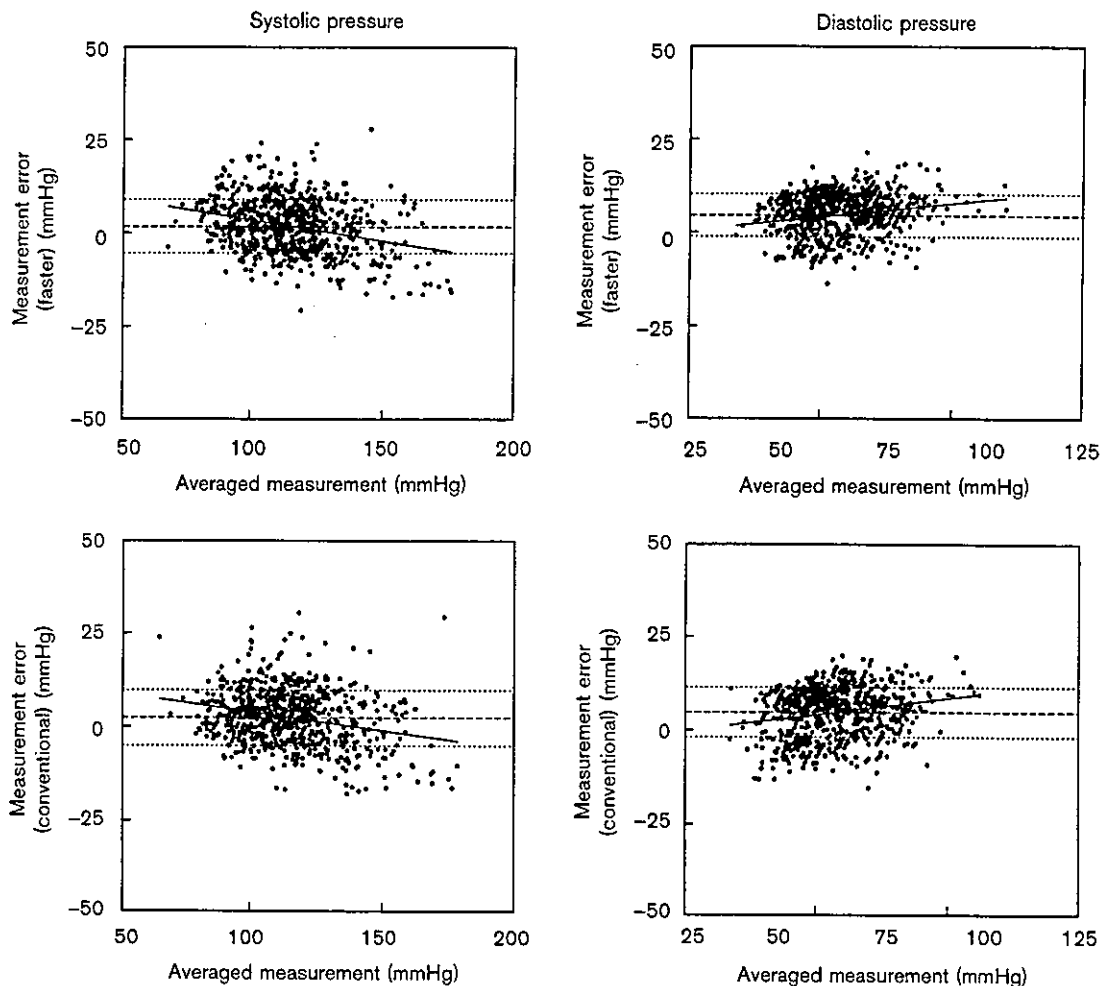 Systolic pressure
50
25
0
−25
−50
Measurement error
(faster) (mmHg)
50
100
150
200
Averaged measurement (mmHg)
Diastolic pressure
50
25
0
−25
−50
Measurement error
(faster) (mmHg)
25
50
75
100
125
Averaged measurement (mmHg)
50
25
0
−25
−50
Measurement error
(conventional) (mmHg)
50
100
150
200
Averaged measurement (mmHg)
50
25
0
−25
−50
Measurement error
(conventional) (mmHg)
25
50
75
100
125
Averaged measurement (mmHg)